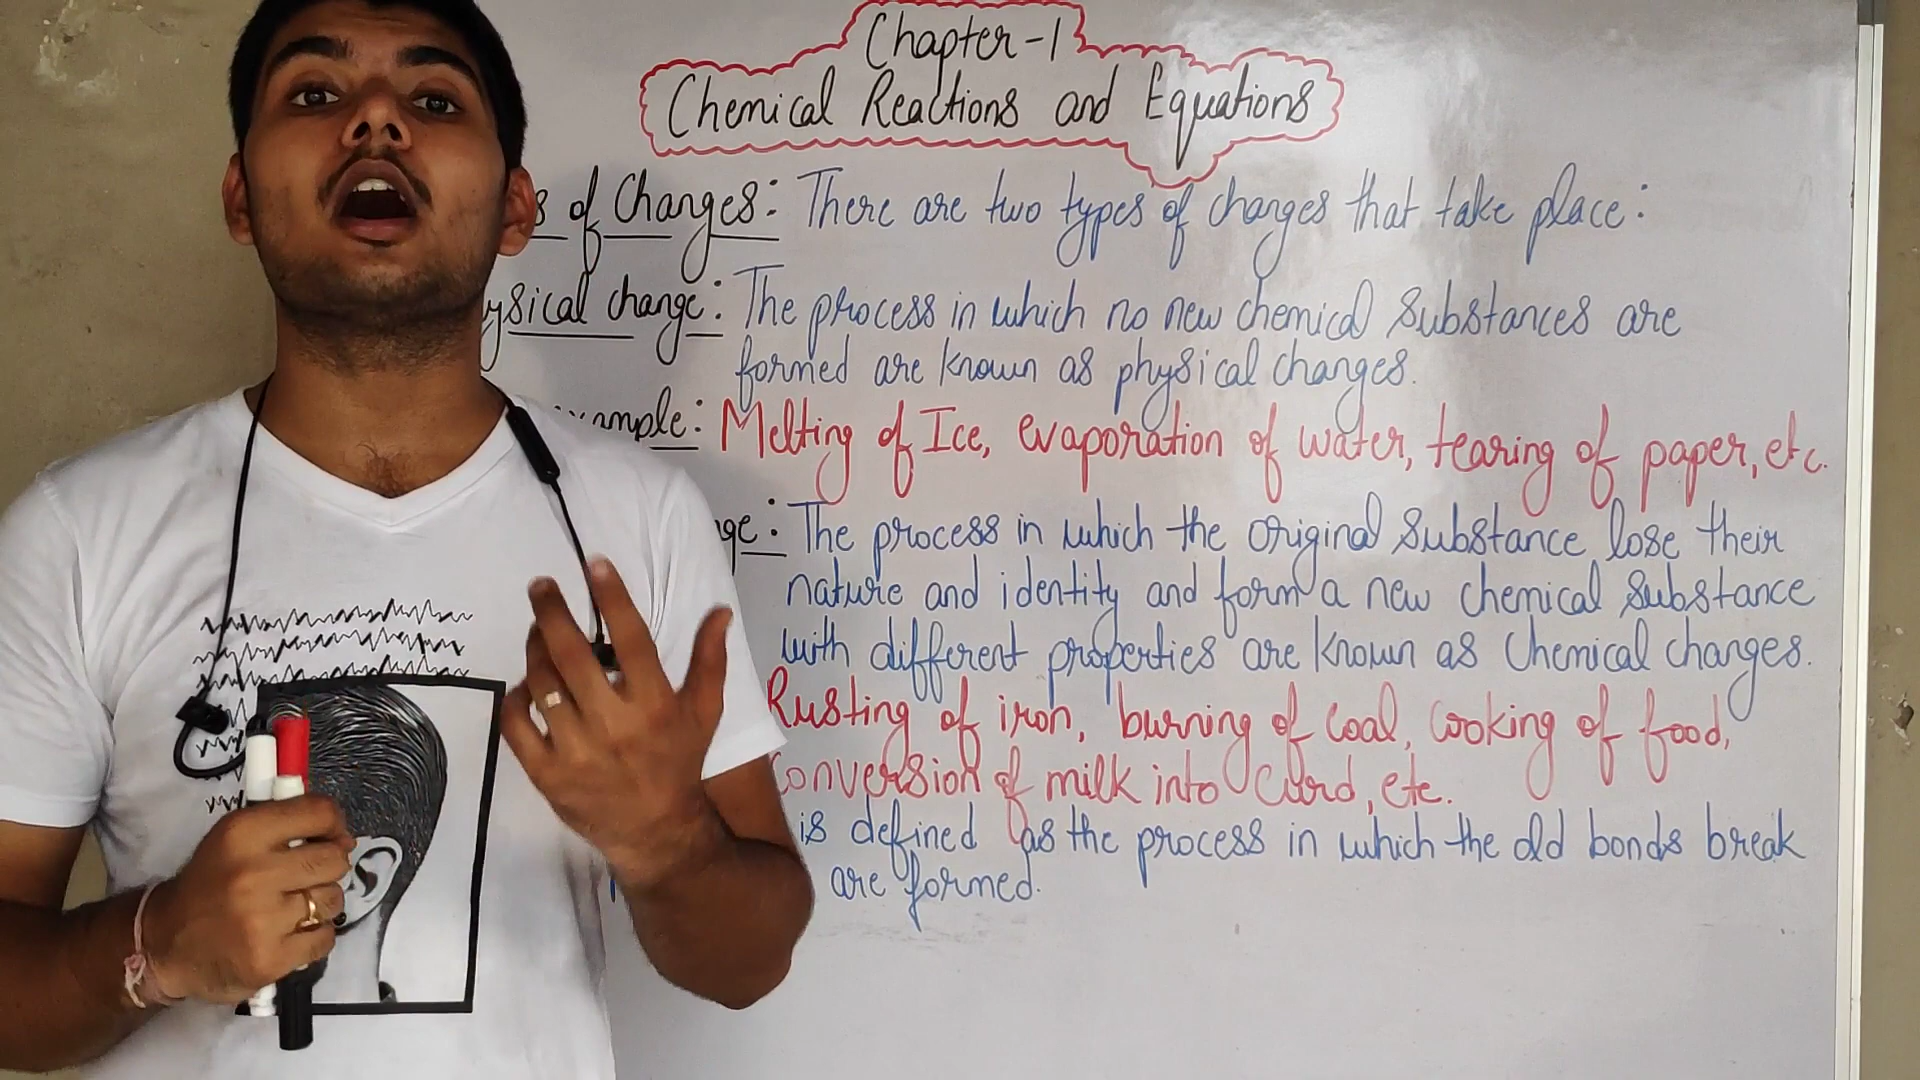 Chapter-1
Chemical Reactions and Equations
of Changes: There are two types of changes that take place:
ysical change: The process in which no new chemical substances are
formed are known as physical changes.
ample: Melting of Ice, evaporation of water, tearing of paper, etc.
ge: The process in which the original substance lose their
nature and identity and form a new chemical substance
with different properties are known as chemical changes.
Rusting of iron, burning of coal, cooking of food,
conversion of milk into curd, etc.
is defined as the process in which the old bonds break
are formed.